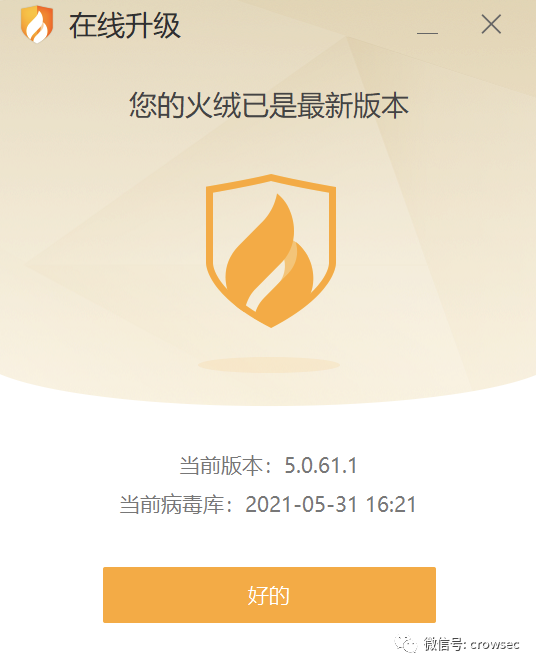 在线升级
您的火绒已是最新版本
当前版本：5.0.61.1
当前病毒库：2021-05-31 16:21
好的
微信号: crowsec